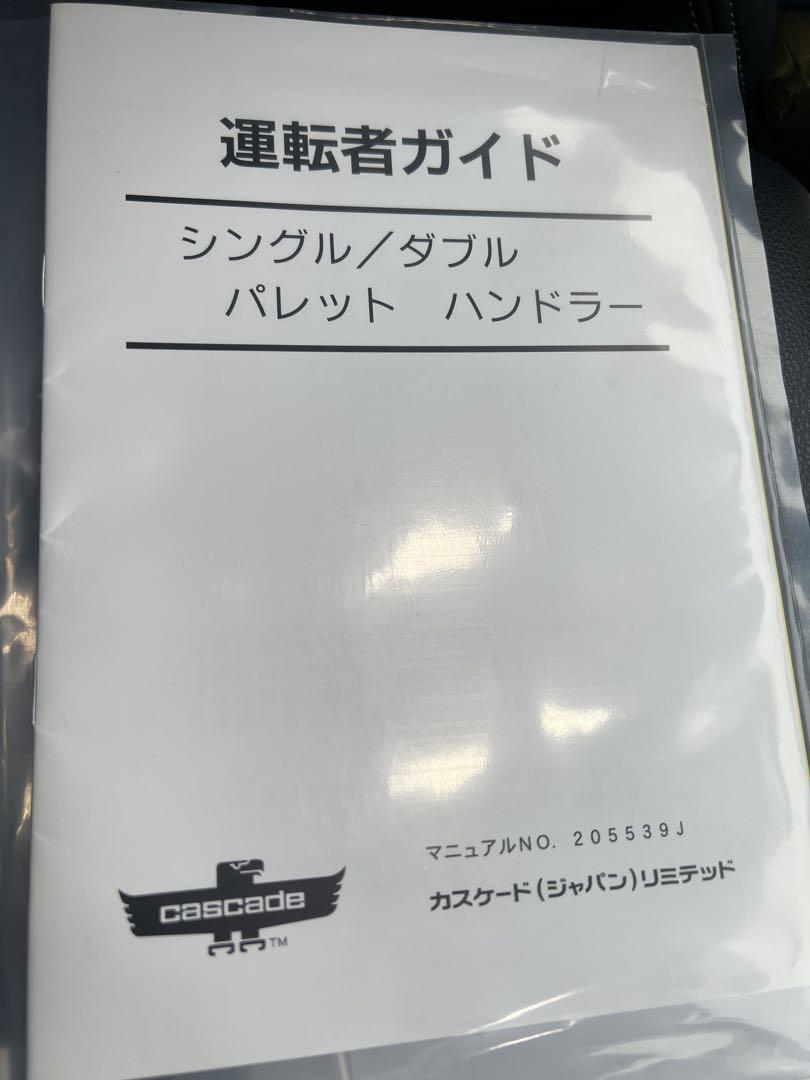 運転者ガイド
シングル／ダブル
パレット　ハンドラー
マニュアルNO. 205539J
カスケード(ジャパン)リミテッド
cascade
TM